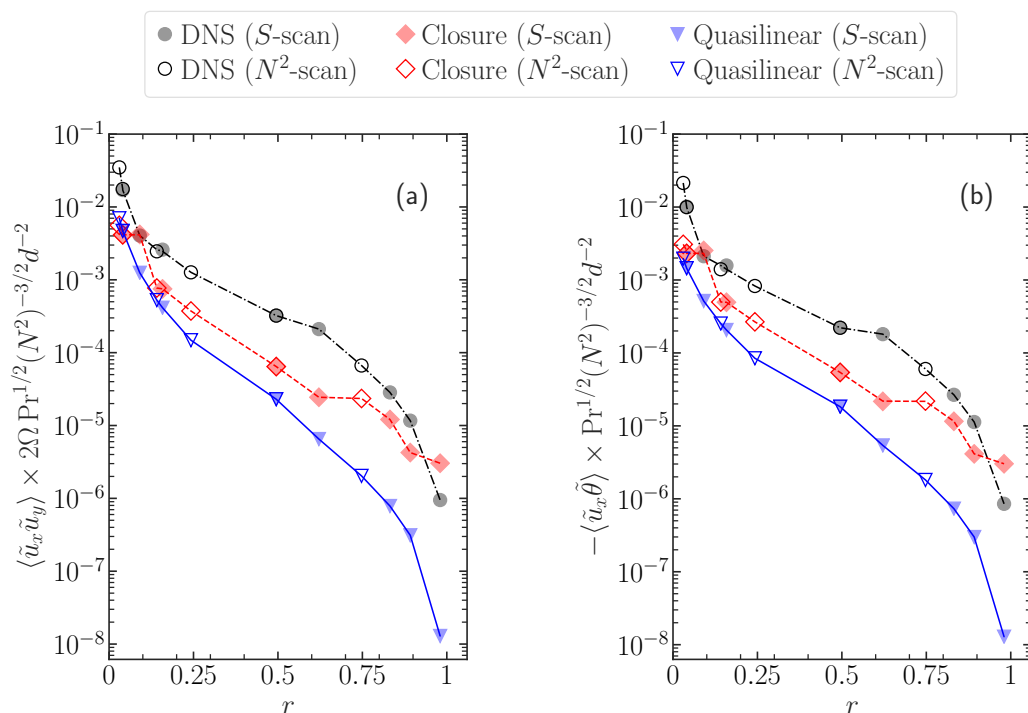 DNS (S-scan) Closure (S-scan) Quasilinear (S-scan)
DNS (N²-scan) Closure (N²-scan) Quasilinear (N²-scan)
(a)
⟨ũₓũ_y⟩ × 2Ω Pr^{1/2}(N²)^{−3/2}d^{−2}
10⁻¹
10⁻²
10⁻³
10⁻⁴
10⁻⁵
10⁻⁶
10⁻⁷
10⁻⁸
0 0.25 0.5 0.75 1
r
(b)
−⟨ũₓθ̃⟩ × Pr^{1/2}(N²)^{−3/2}d^{−2}
10⁻¹
10⁻²
10⁻³
10⁻⁴
10⁻⁵
10⁻⁶
10⁻⁷
10⁻⁸
0 0.25 0.5 0.75 1
r